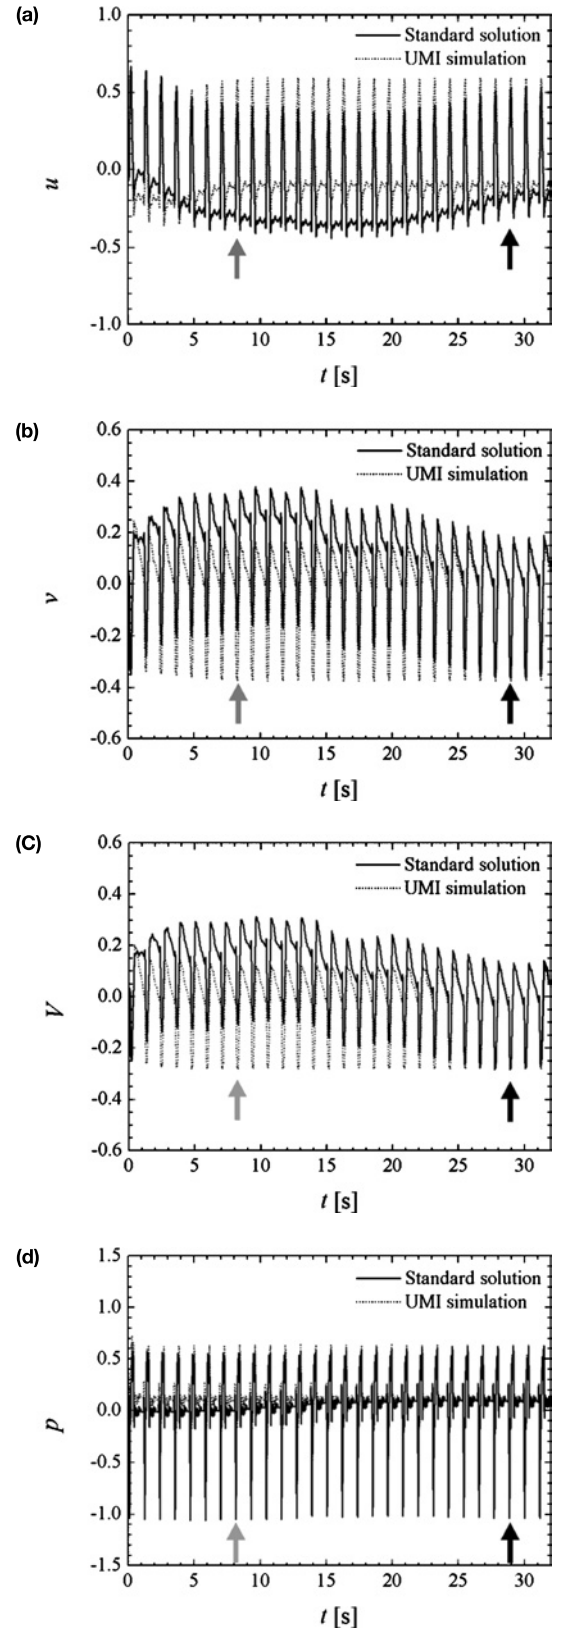 (a)
1.0
0.5
0.0
-0.5
-1.0
u
Standard solution
UMI simulation
0 5 10 15 20 25 30
t [s]
(b)
0.6
0.4
0.2
0.0
-0.2
-0.4
-0.6
v
Standard solution
UMI simulation
0 5 10 15 20 25 30
t [s]
(C)
0.6
0.4
0.2
0.0
-0.2
-0.4
-0.6
V
Standard solution
UMI simulation
0 5 10 15 20 25 30
t [s]
(d)
1.5
1.0
0.5
0.0
-0.5
-1.0
-1.5
p
Standard solution
UMI simulation
0 5 10 15 20 25 30
t [s]